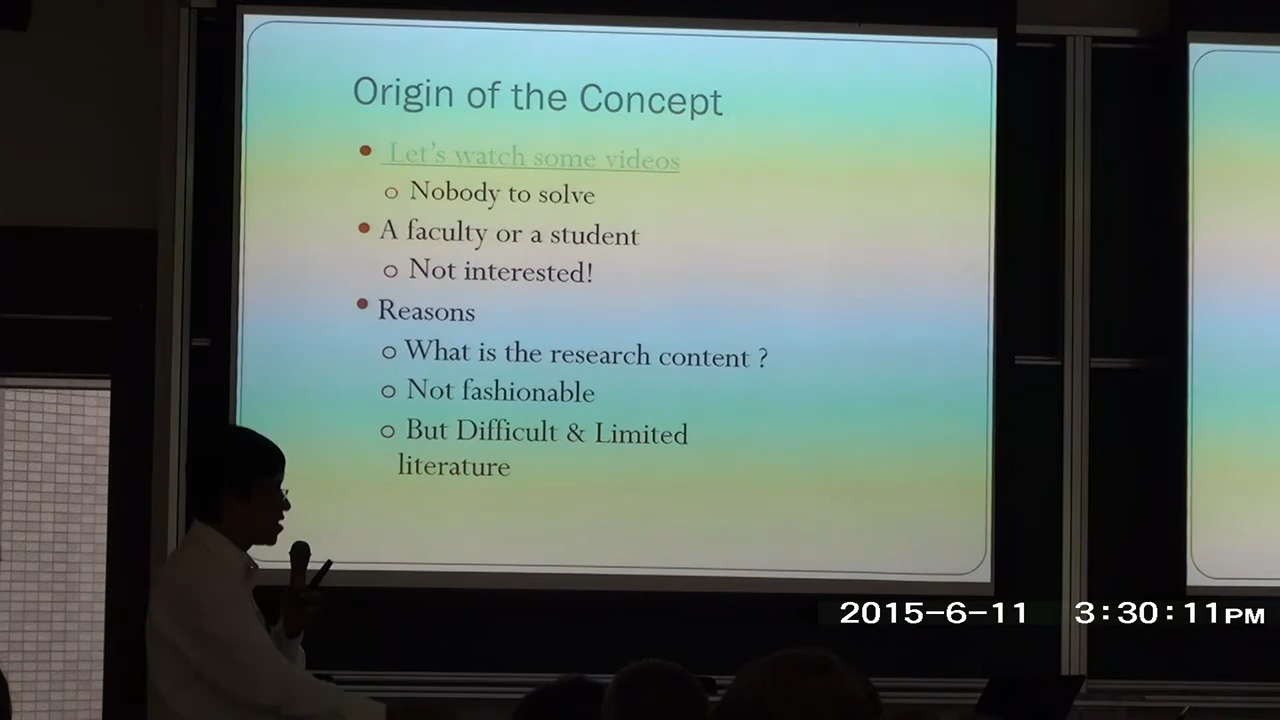 Origin of the Concept
• Let's watch some videos
o Nobody to solve
• A faculty or a student
o Not interested!
• Reasons
o What is the research content ?
o Not fashionable
o But Difficult & Limited
literature
2015-6-11 3:30:11PM